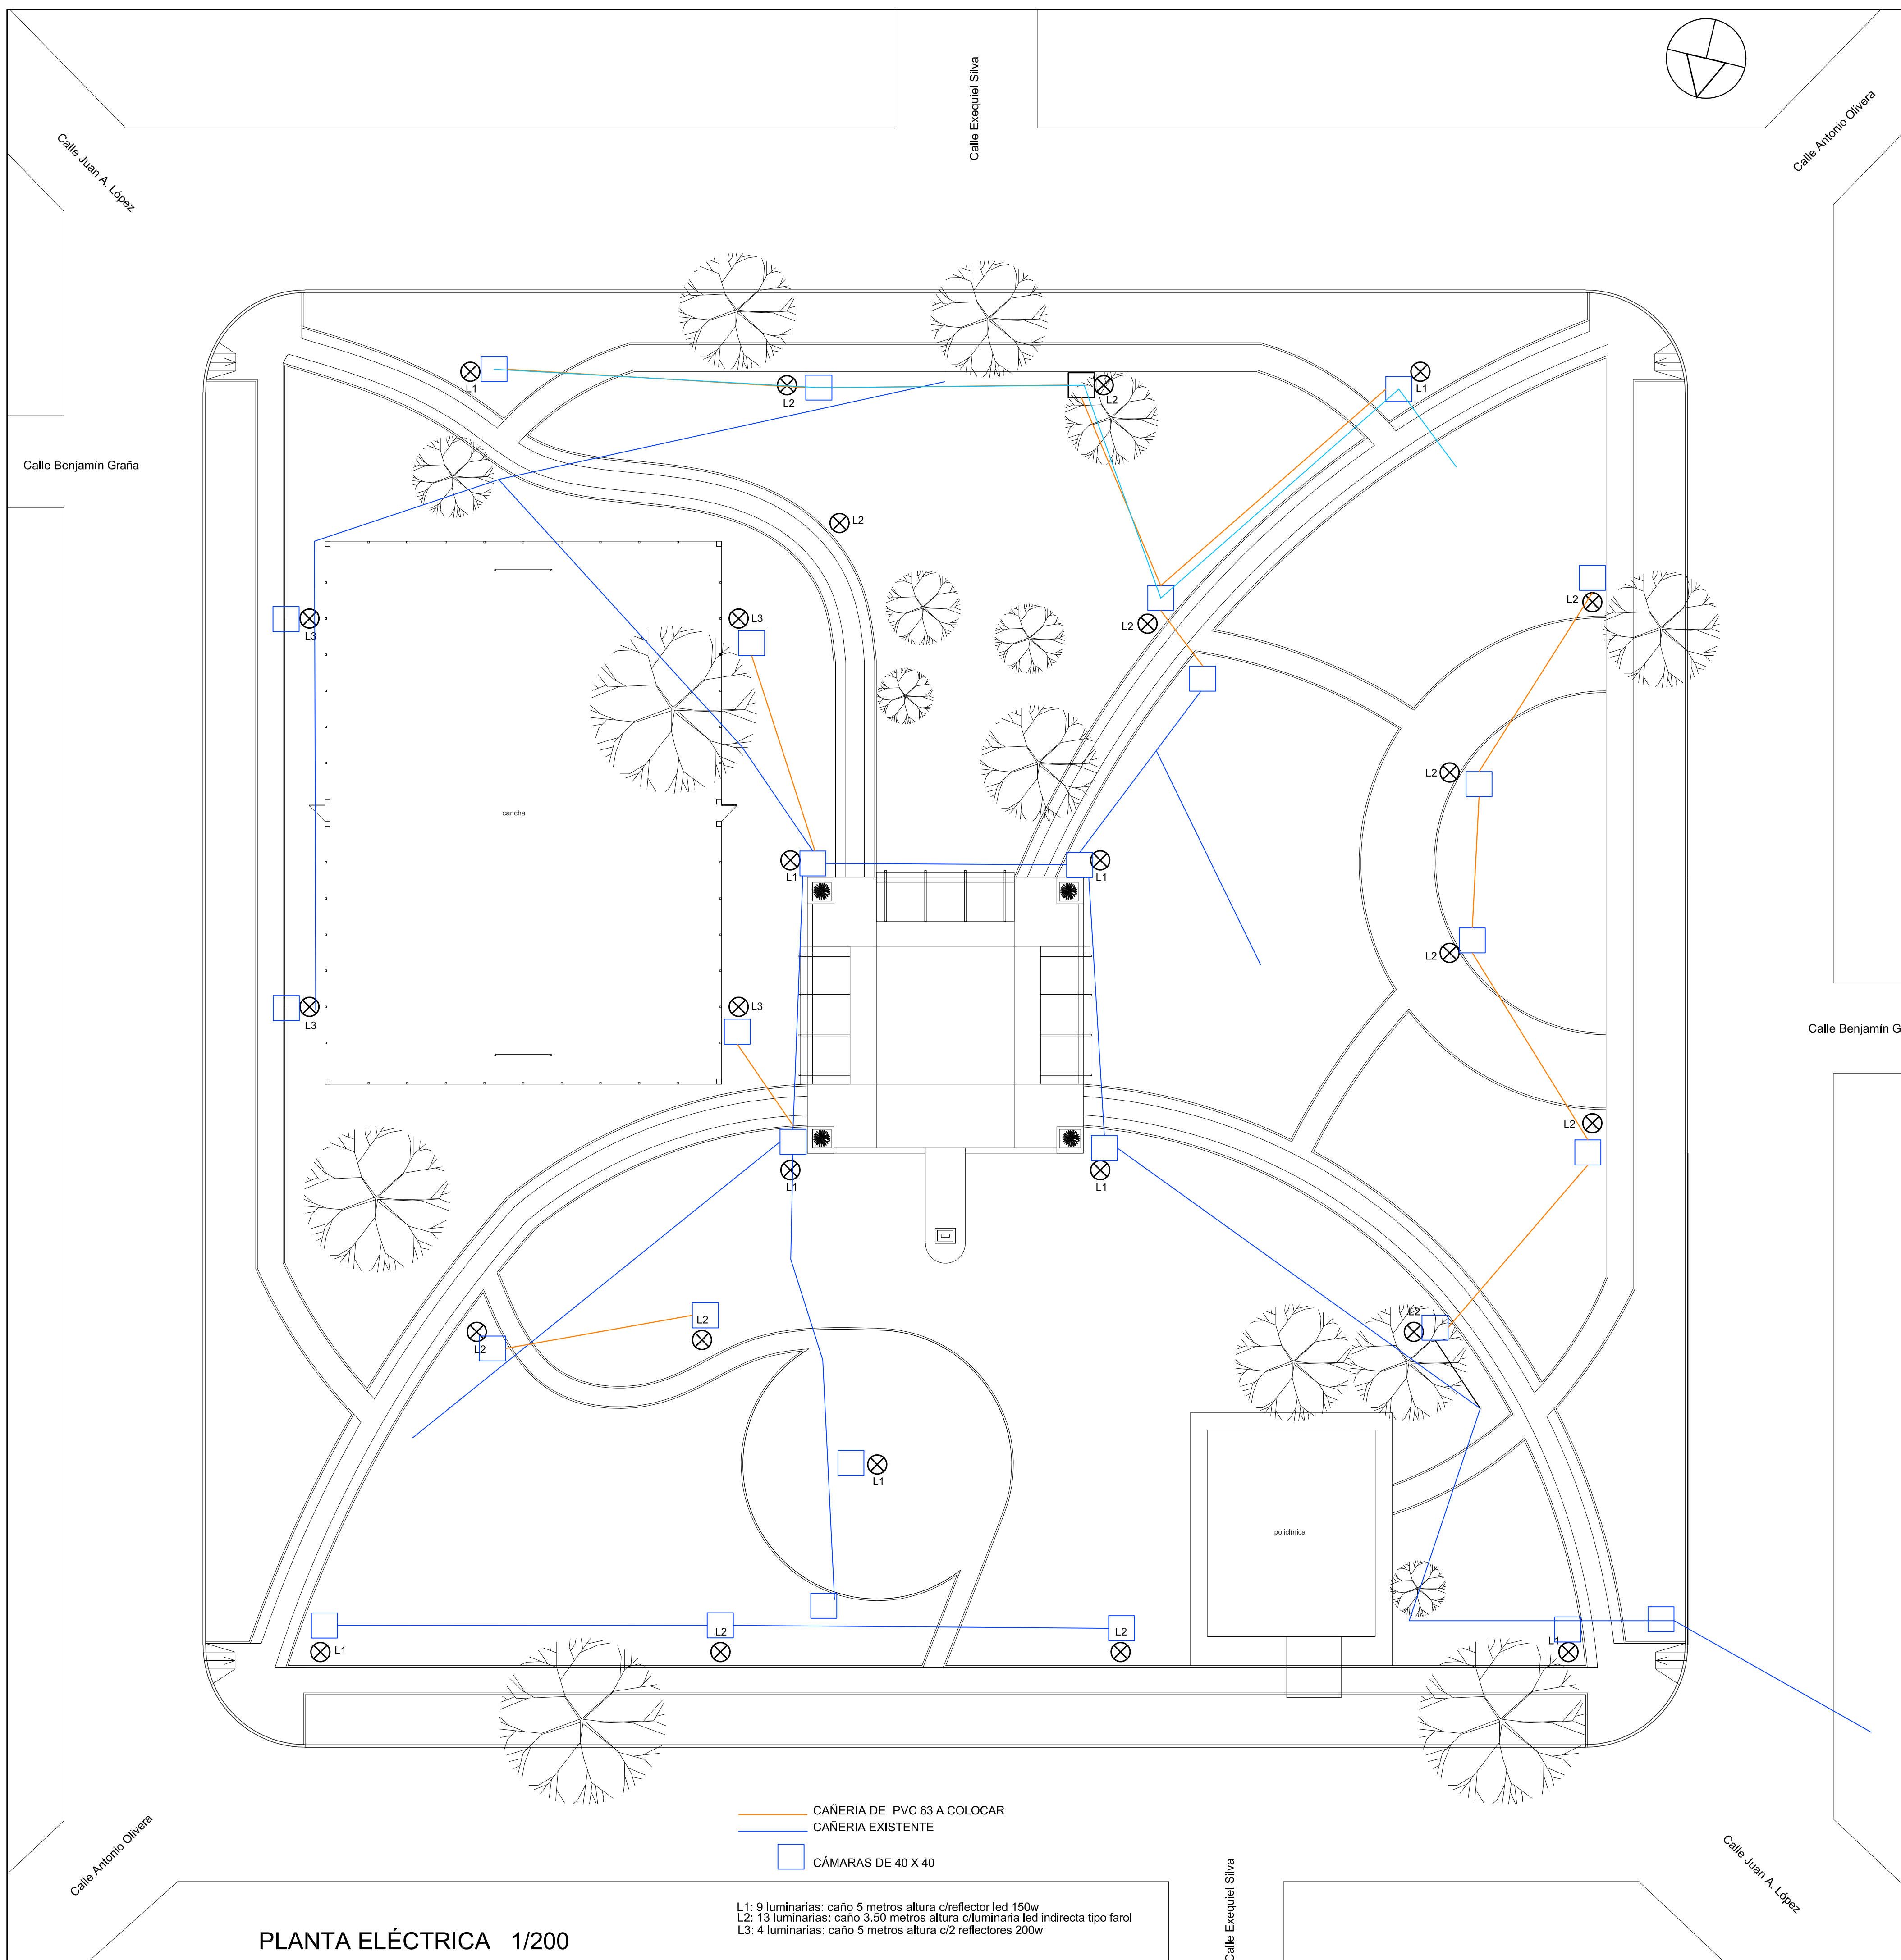 Calle Exequiel Silva
Calle Juan A. López
Calle Antonio Olivera
L1
L2
L2
L1
Calle Benjamín Graña
L2
L2
L2
L3
L3
L2
cancha
L1
L1
L2
L3
L3
Calle Benjamín G
L2
L1
L1
L2
L2
L2
L1
policlinica
L2
L2
L1
L1
CAÑERIA DE PVC 63 A COLOCAR
CAÑERIA EXISTENTE
CÁMARAS DE 40 X 40
Calle Antonio Olivera
Calle Juan A. López
Calle Exequiel Silva
L1: 9 luminarias: caño 5 metros altura c/reflector led 150w
L2: 13 luminarias: caño 3.50 metros altura c/luminaria led indirecta tipo farol
L3: 4 luminarias: caño 5 metros altura c/2 reflectores 200w
PLANTA ELÉCTRICA 1/200